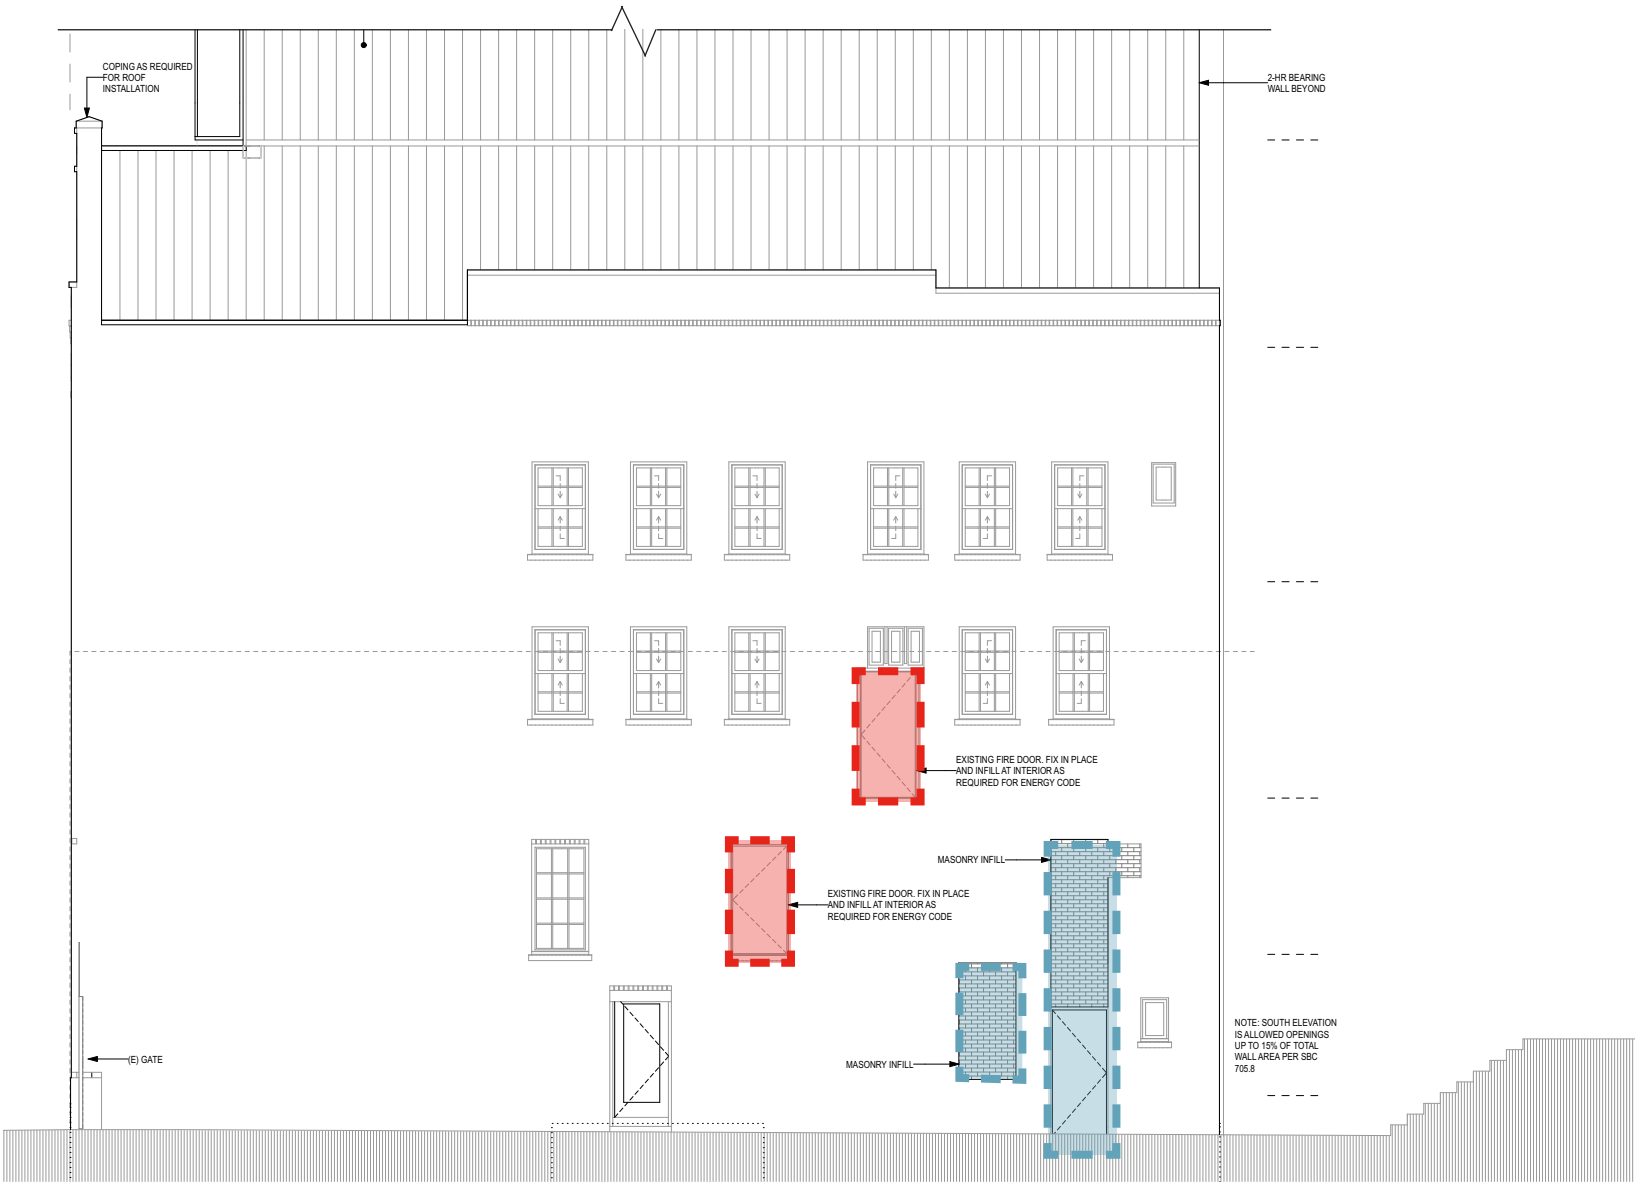 COPING AS REQUIRED
FOR ROOF
INSTALLATION
2-HR BEARING
WALL BEYOND
EXISTING FIRE DOOR. FIX IN PLACE
AND INFILL AT INTERIOR AS
REQUIRED FOR ENERGY CODE
MASONRY INFILL
EXISTING FIRE DOOR. FIX IN PLACE
AND INFILL AT INTERIOR AS
REQUIRED FOR ENERGY CODE
NOTE: SOUTH ELEVATION
IS ALLOWED OPENINGS
UP TO 15% OF TOTAL
WALL AREA PER SBC
705.8
(E) GATE
MASONRY INFILL